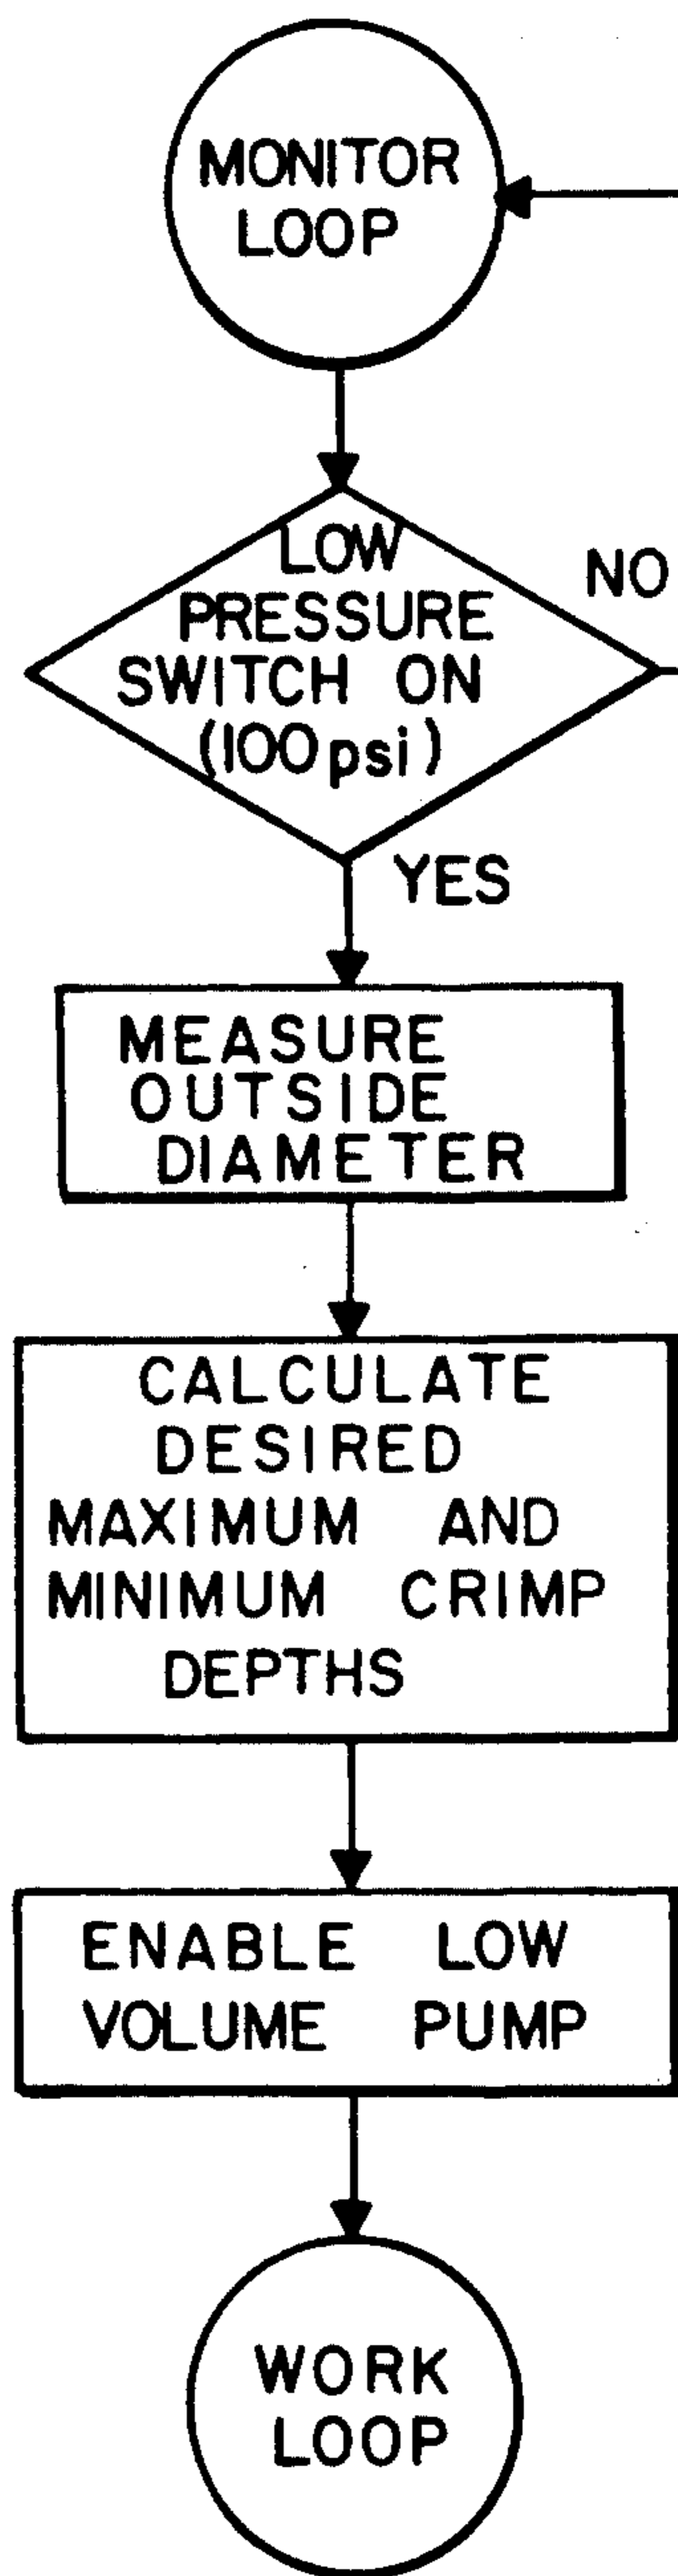 MONITOR
LOOP
LOW
PRESSURE
SWITCH ON
(100 psi)
NO
YES
MEASURE
OUTSIDE
DIAMETER
CALCULATE
DESIRED
MAXIMUM AND
MINIMUM CRIMP
DEPTHS
ENABLE LOW
VOLUME PUMP
WORK
LOOP